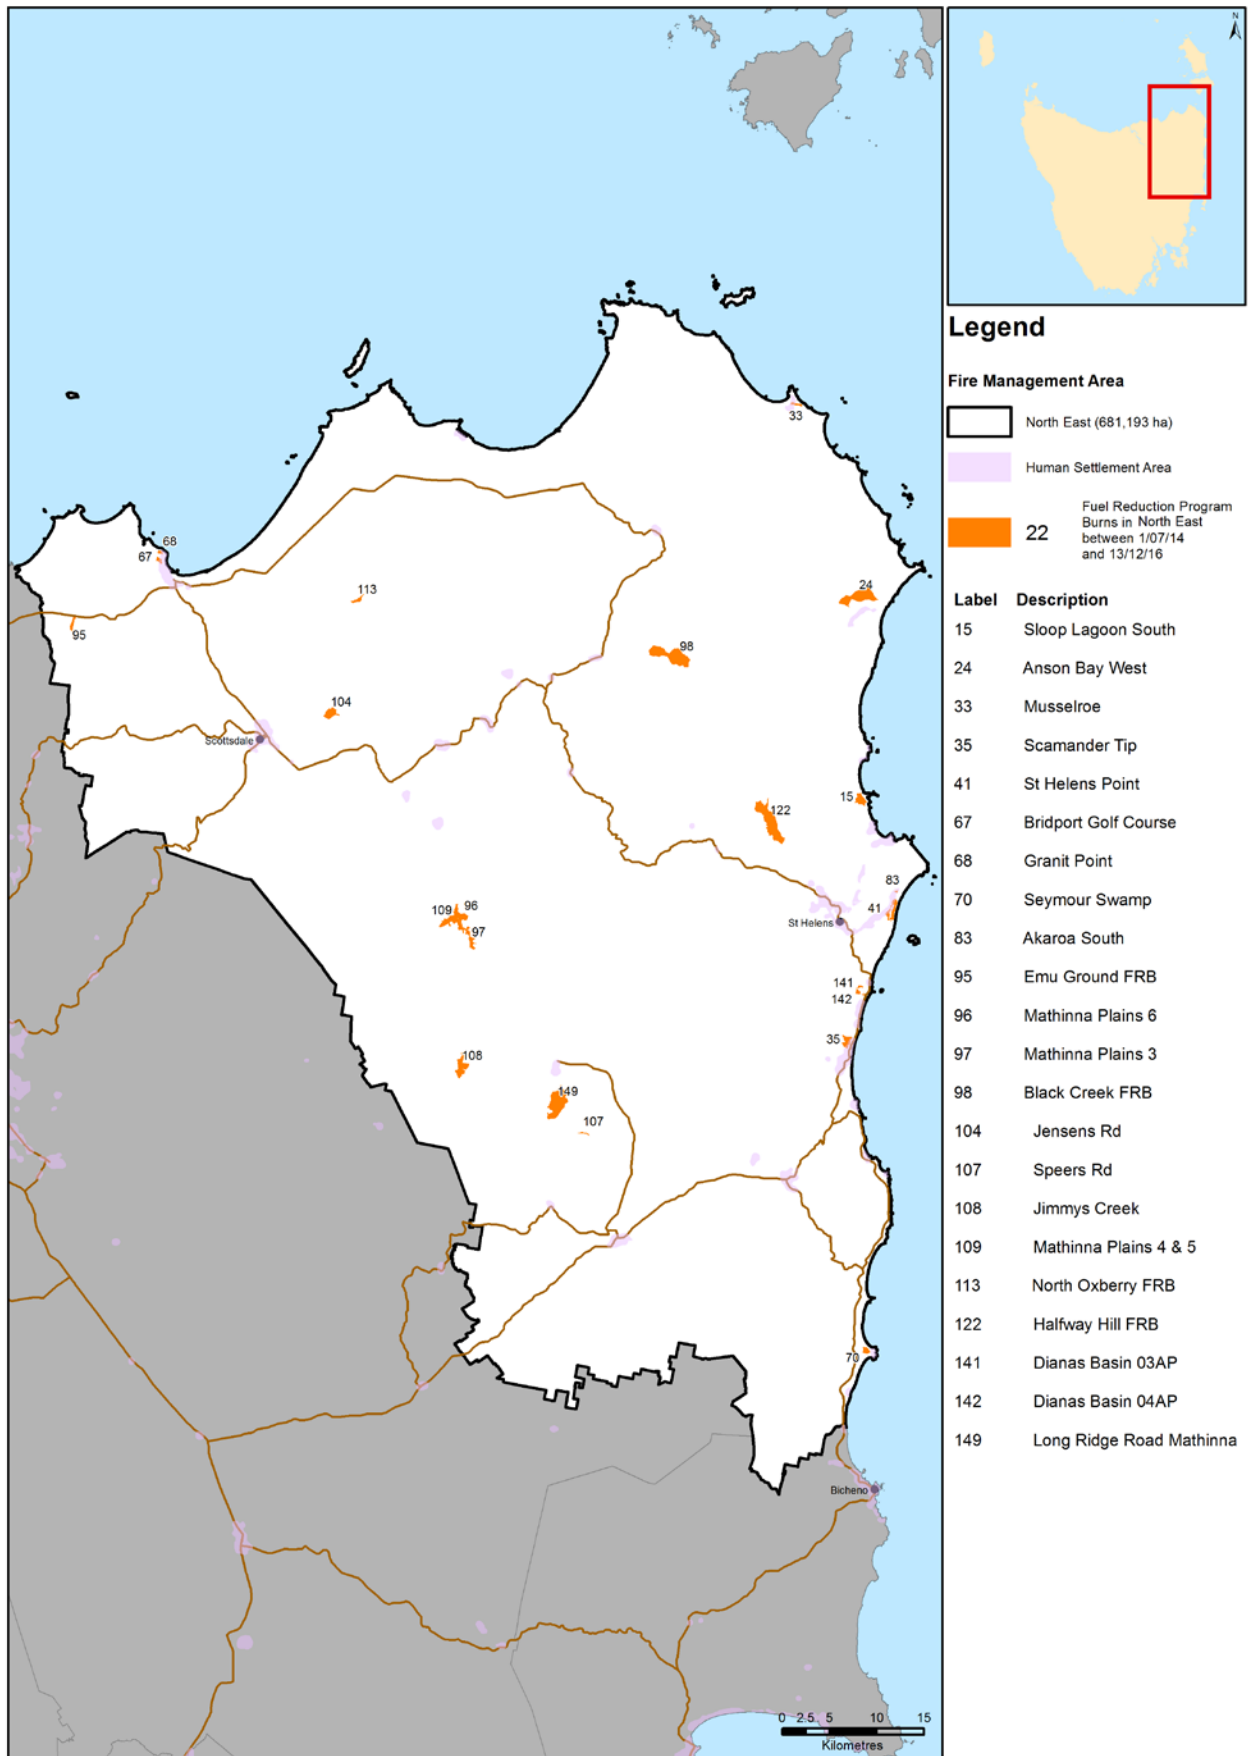 N
33
68
67
113
24
95
98
104
Scottsdale
15
122
83
96
109
41
97
St Helens
141
142
35
108
149
107
70
Bicheno
0 2.5 5 10 15
Kilometres
Legend
Fire Management Area
North East (681,193 ha)
Human Settlement Area
22
Fuel Reduction Program
Burns in North East
between 1/07/14
and 13/12/16
Label Description
15 Sloop Lagoon South
24 Anson Bay West
33 Musselroe
35 Scamander Tip
41 St Helens Point
67 Bridport Golf Course
68 Granit Point
70 Seymour Swamp
83 Akaroa South
95 Emu Ground FRB
96 Mathinna Plains 6
97 Mathinna Plains 3
98 Black Creek FRB
104 Jensens Rd
107 Speers Rd
108 Jimmys Creek
109 Mathinna Plains 4 & 5
113 North Oxberry FRB
122 Halfway Hill FRB
141 Dianas Basin 03AP
142 Dianas Basin 04AP
149 Long Ridge Road Mathinna